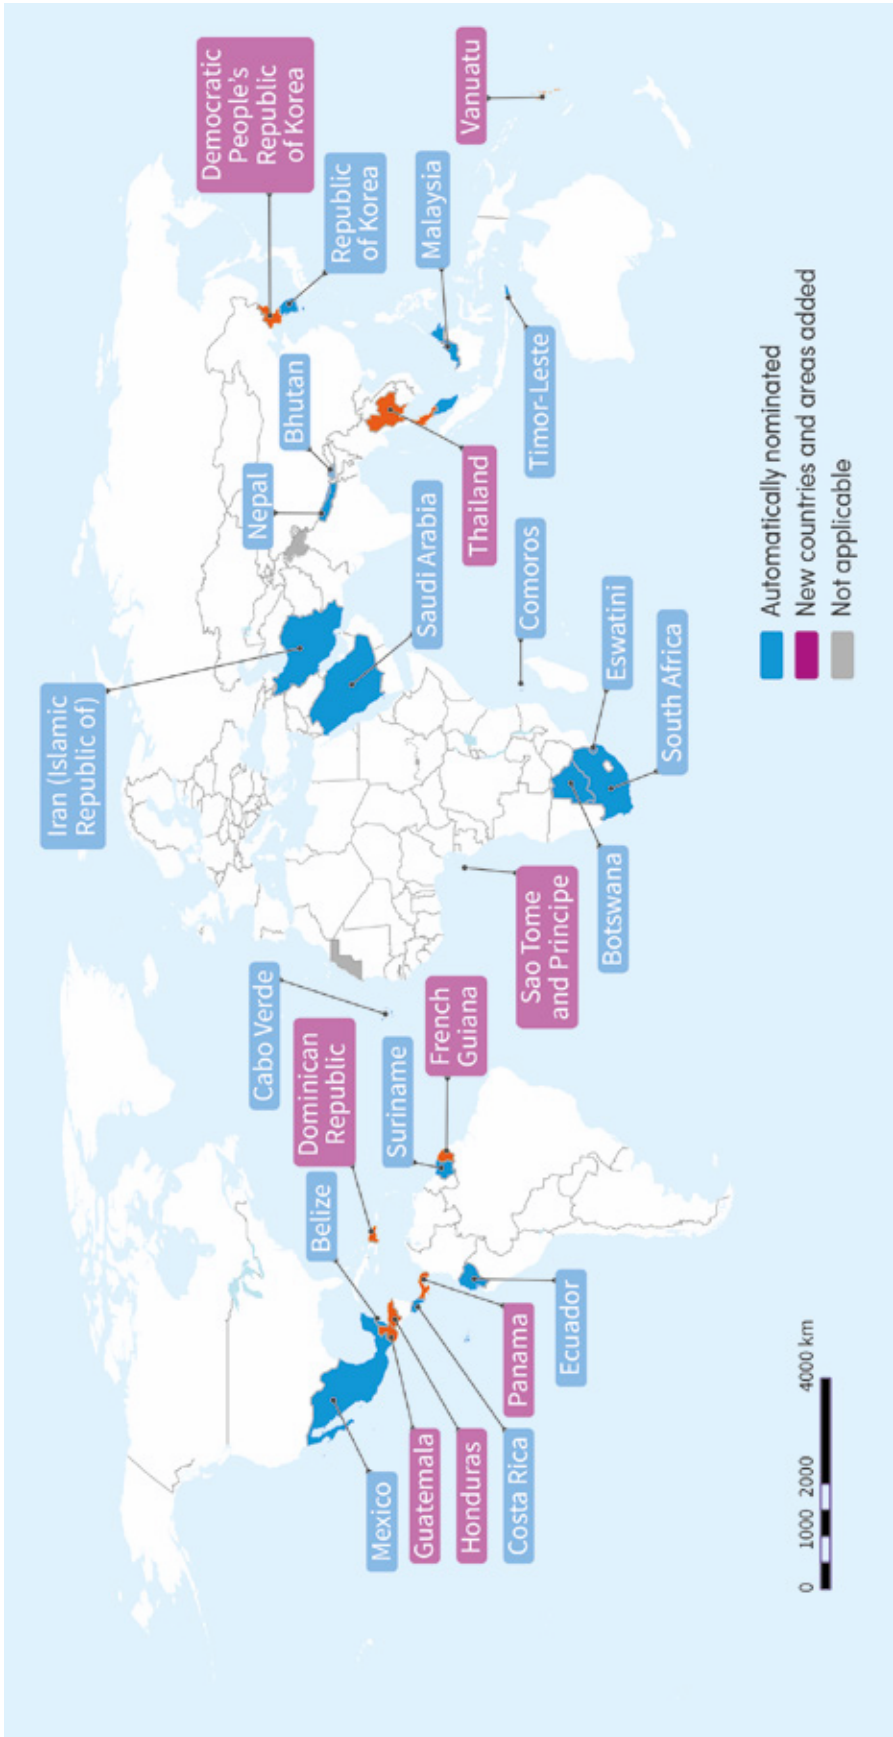 Democratic
People's
Republic
of Korea
Vanuatu
Republic
of Korea
Malaysia
Bhutan
Nepal
Timor-Leste
Thailand
Iran (Islamic
Republic of)
Saudi Arabia
Comoros
Eswatini
South Africa
Botswana
Sao Tome
and Principe
Cabo Verde
Dominican
Republic
Suriname
French
Guiana
Belize
Mexico
Guatemala
Honduras
Costa Rica
Panama
Ecuador
Automatically nominated
New countries and areas added
Not applicable
0 1000 2000 4000 km